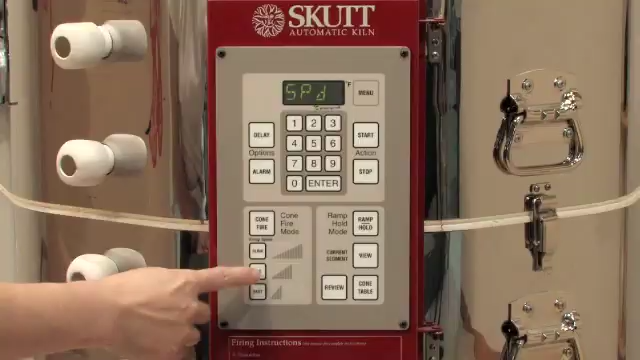 SKUTT
AUTOMATIC KILN
SPd
°F
MENU
1 2 3
4 5 6
7 8 9
0 ENTER
DELAY
Options
ALARM
START
Action
STOP
CONE FIRE
Cone
Fire
Mode
SLOW
Ramp
Hold
Mode
RAMP HOLD
CURRENT SEGMENT
VIEW
REVIEW
CONE TABLE
Firing Instructions